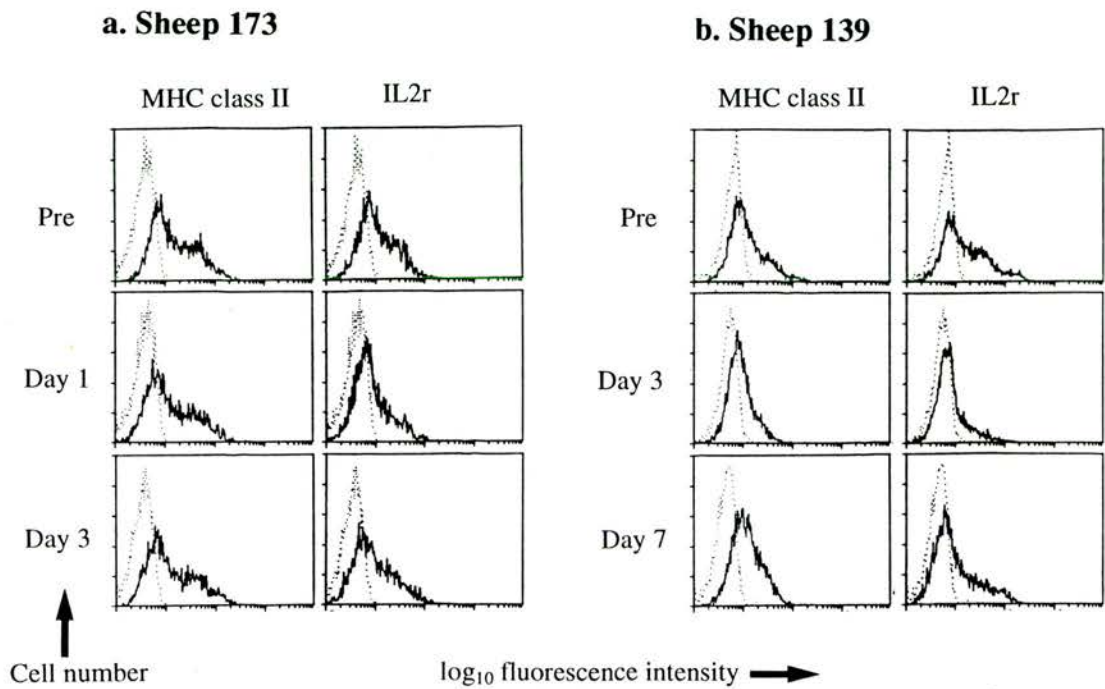 a. Sheep 173
b. Sheep 139
MHC class II IL2r
MHC class II IL2r
Pre
Pre
Day 1
Day 3
Day 3
Day 7
Cell number
log₁₀ fluorescence intensity